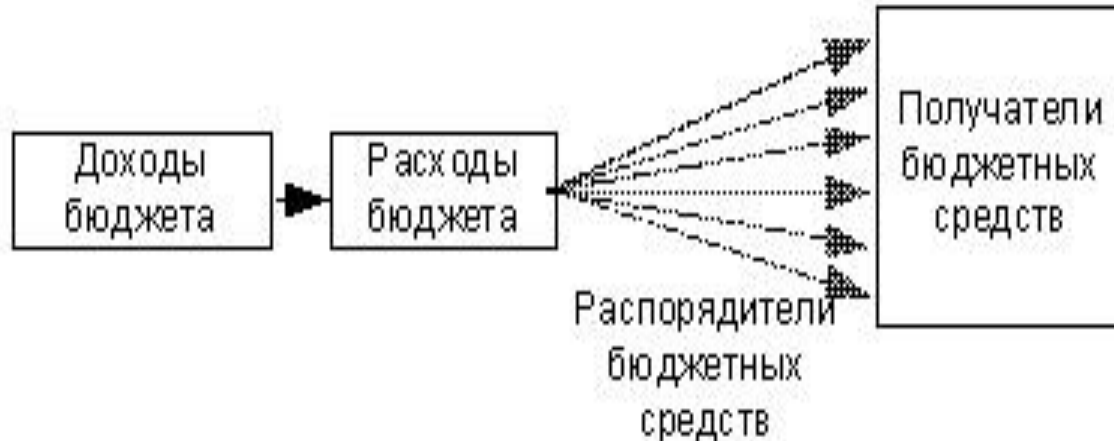 Доходы
бюджета
Расходы
бюджета
Распорядители
бюджетных
средств
Получатели
бюджетных
средств